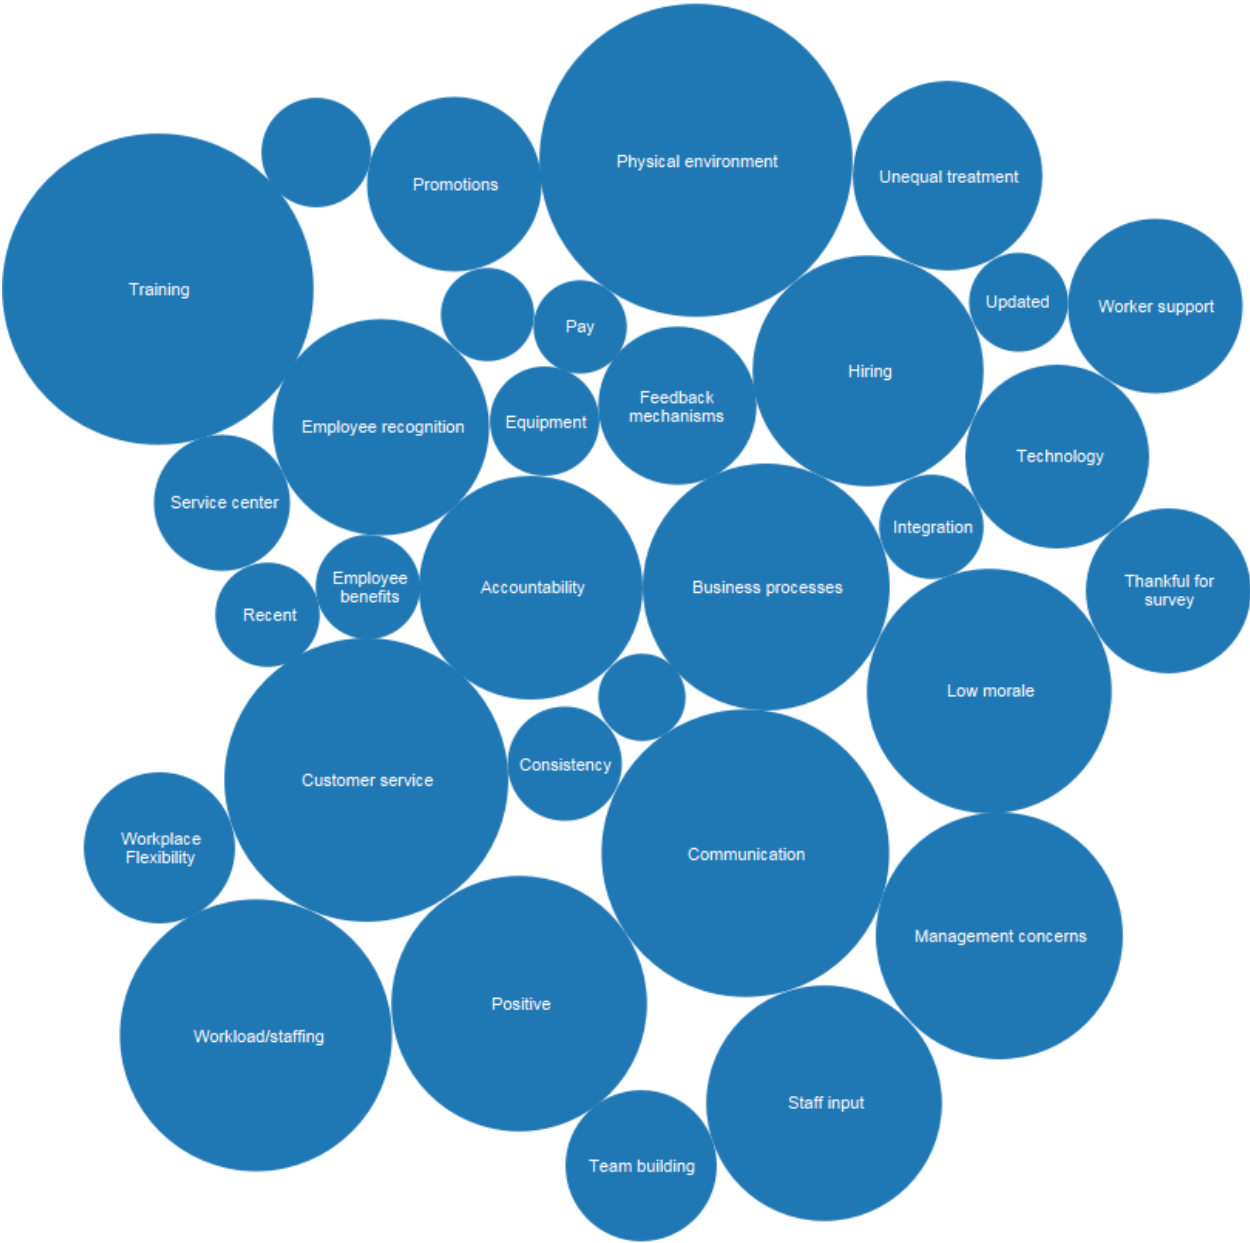 Physical environment
Unequal treatment
Promotions
Training
Updated
Worker support
Pay
Hiring
Feedback
mechanisms
Equipment
Employee recognition
Technology
Service center
Integration
Employee
benefits
Accountability
Business processes
Thankful for
survey
Recent
Low morale
Consistency
Customer service
Workplace
Flexibility
Communication
Management concerns
Positive
Workload/staffing
Staff input
Team building